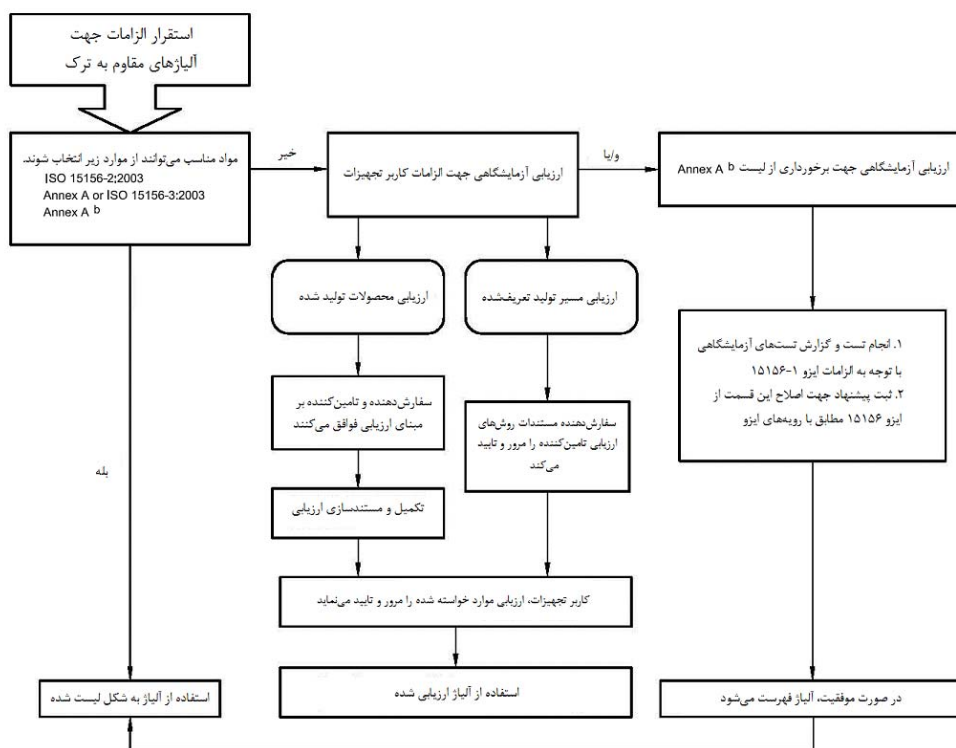 استقرار الزامات جهت
آلیاژهای مقاوم به ترک
مواد مناسب می‌توانند از موارد زیر انتخاب شوند.
ISO 15156-2;2003
Annex A or ISO 15156-3:2003
Annex A b
خیر
ارزیابی آزمایشگاهی جهت الزامات کاربر تجهیزات
و/یا
ارزیابی آزمایشگاهی جهت برخورداری از لیست Annex A b
ارزیابی محصولات تولید شده
ارزیابی مسیر تولید تعریف‌شده
۱. انجام تست و گزارش تست‌های آزمایشگاهی
با توجه به الزامات ایزو ۱-۱۵۱۵۶
۲. ثبت پیشنهاد جهت اصلاح این قسمت از
ایزو ۱۵۱۵۶ مطابق با رویه‌های ایزو
سفارش‌دهنده و تامین‌کننده بر
مبنای ارزیابی فوافق می‌کنند
سفارش‌دهنده مستندات روش‌های
ارزیابی تامین‌کننده را مرور و تایید
می‌کند
بله
تکمیل و مستندسازی ارزیابی
کاربر تجهیزات، ارزیابی موارد خواسته شده را مرور و تایید می‌نماید
استفاده از آلیاژ ارزیابی شده
استفاده از آلیاژ به شکل لیست شده
در صورت موفقیت، آلیاژ فهرست می‌شود